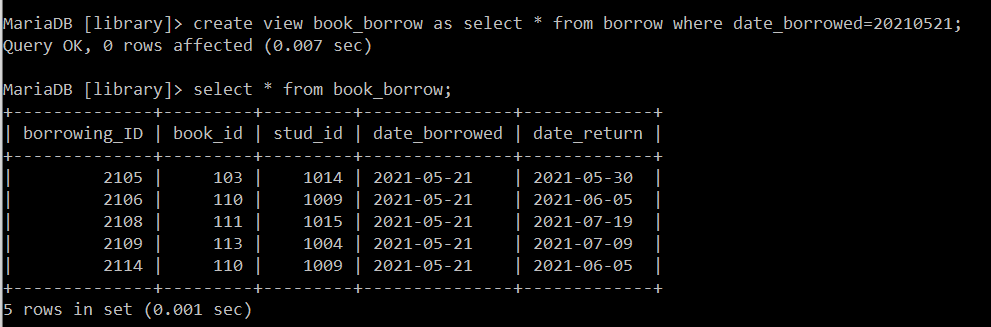 MariaDB [library]> create view book_borrow as select * from borrow where date_borrowed=20210521;
Query OK, 0 rows affected (0.007 sec)

MariaDB [library]> select * from book_borrow;
+--------------+---------+---------+---------------+-------------+
| borrowing_ID | book_id | stud_id | date_borrowed | date_return |
+--------------+---------+---------+---------------+-------------+
|         2105 |     103 |    1014 | 2021-05-21    | 2021-05-30  |
|         2106 |     110 |    1009 | 2021-05-21    | 2021-06-05  |
|         2108 |     111 |    1015 | 2021-05-21    | 2021-07-19  |
|         2109 |     113 |    1004 | 2021-05-21    | 2021-07-09  |
|         2114 |     110 |    1009 | 2021-05-21    | 2021-06-05  |
+--------------+---------+---------+---------------+-------------+
5 rows in set (0.001 sec)